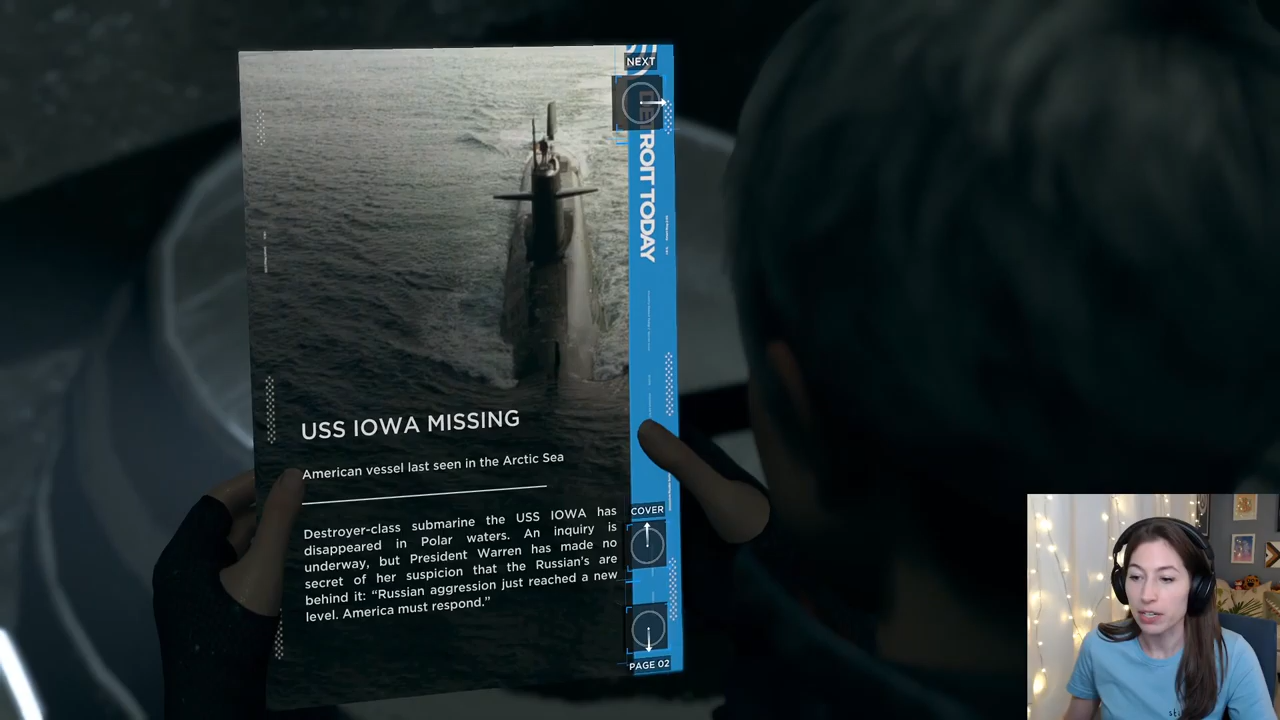 NEXT
DETROIT TODAY
USS IOWA MISSING
American vessel last seen in the Arctic Sea
Destroyer-class submarine the USS IOWA has
disappeared in Polar waters. An inquiry is
underway, but President Warren has made no
secret of her suspicion that the Russian's are
behind it: “Russian aggression just reached a new
level. America must respond.”
COVER
PAGE 02